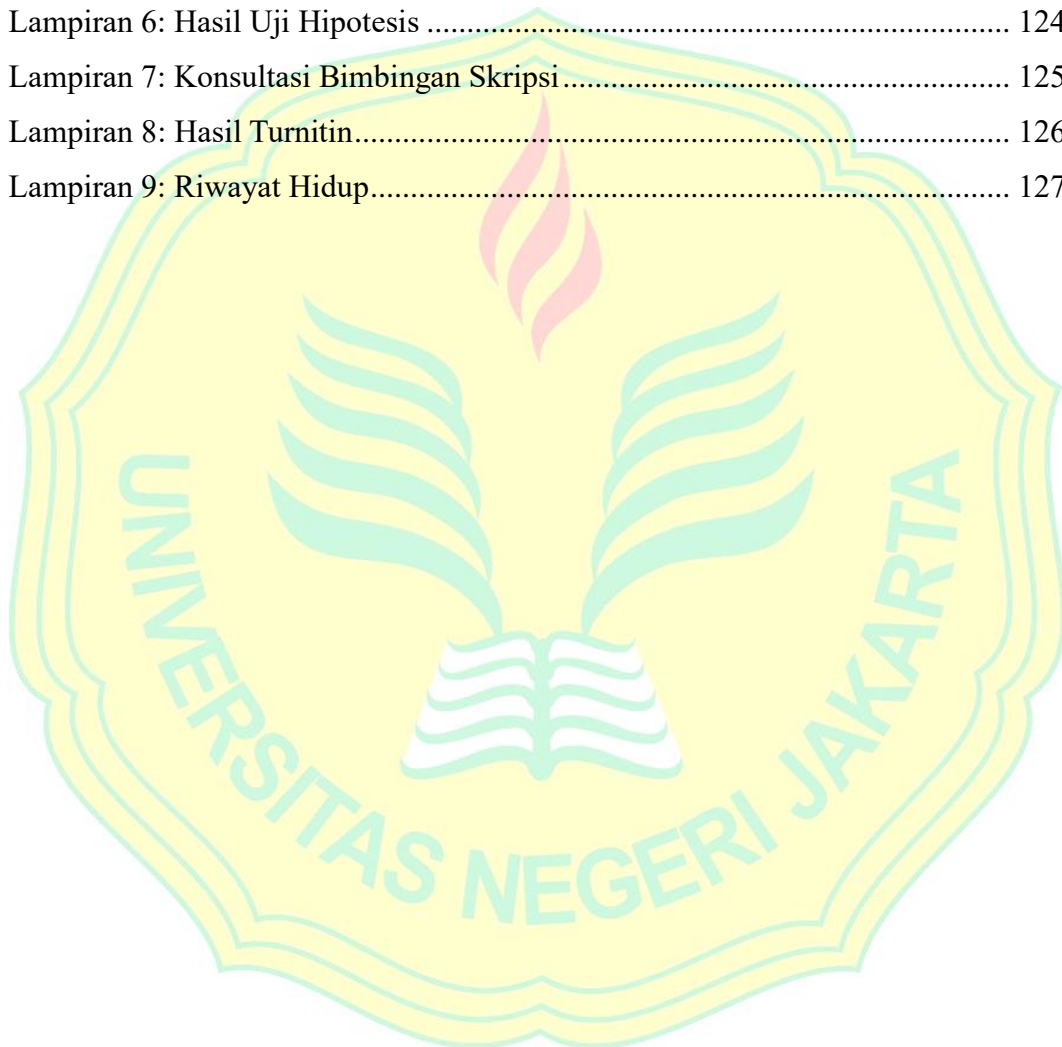 Lampiran 6: Hasil Uji Hipotesis ........................................................................ 124
Lampiran 7: Konsultasi Bimbingan Skripsi ....................................................... 125
Lampiran 8: Hasil Turnitin................................................................................. 126
Lampiran 9: Riwayat Hidup............................................................................... 127
UNIVERSITAS NEGERI JAKARTA